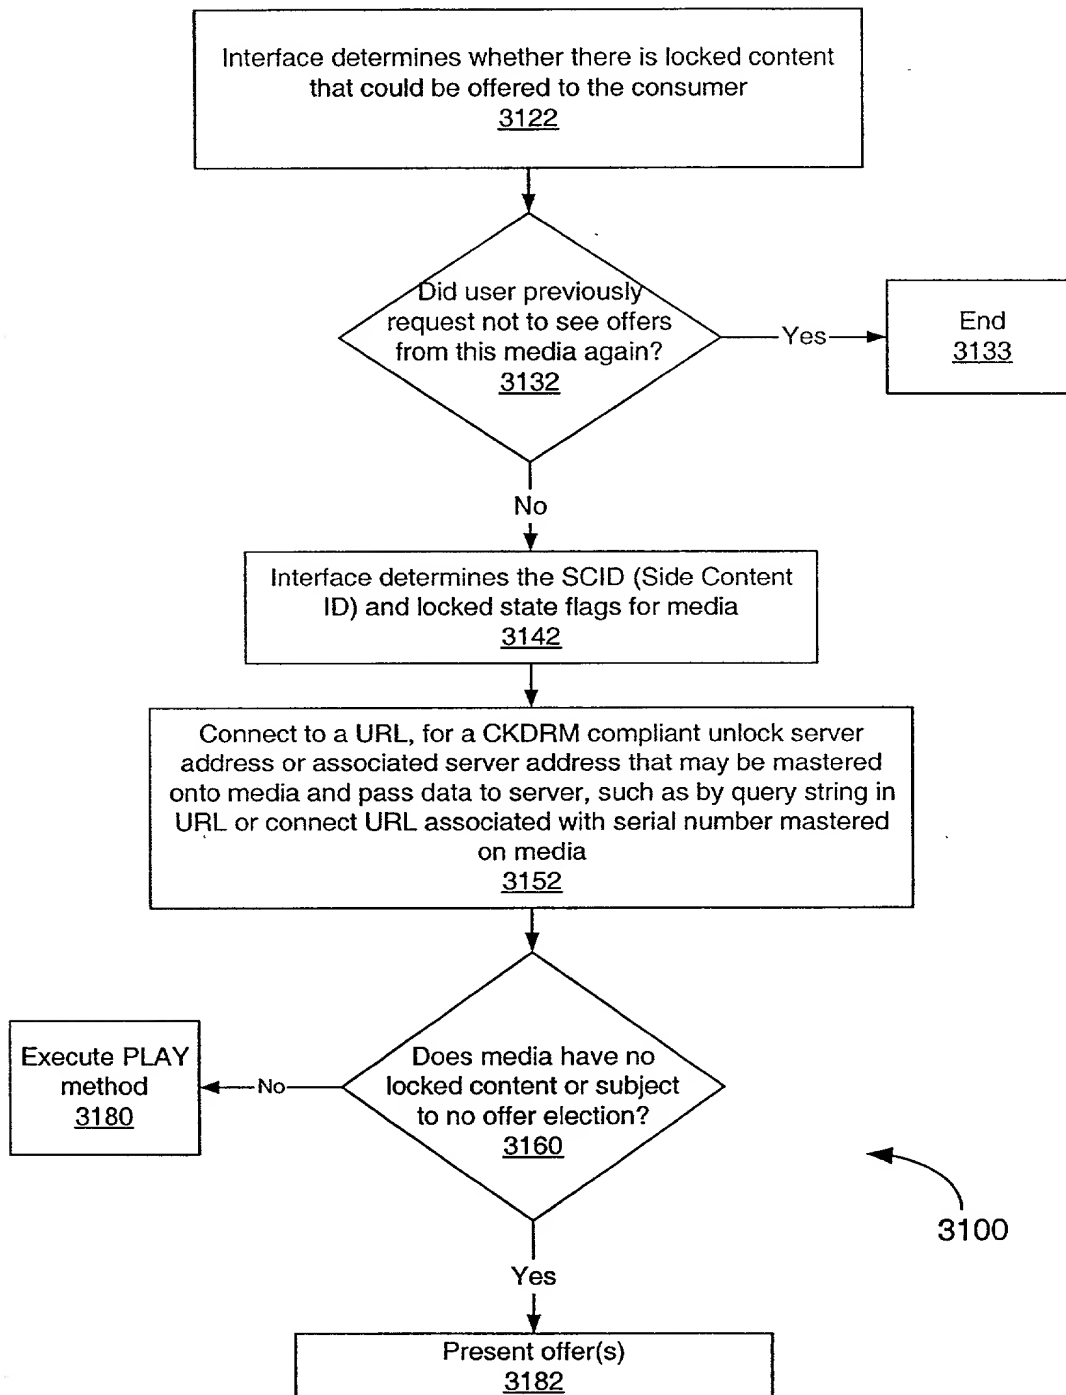 Interface determines whether there is locked content
that could be offered to the consumer
3122
Did user previously
request not to see offers
from this media again?
3132
Yes
End
3133
No
Interface determines the SCID (Side Content
ID) and locked state flags for media
3142
Connect to a URL, for a CKDRM compliant unlock server
address or associated server address that may be mastered
onto media and pass data to server, such as by query string in
URL or connect URL associated with serial number mastered
on media
3152
Execute PLAY
method
3180
No
Does media have no
locked content or subject
to no offer election?
3160
3100
Yes
Present offer(s)
3182